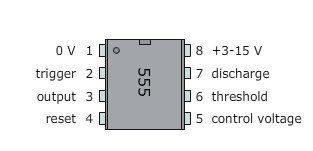 0 V 1 8 +3-15 V
trigger 2 7 discharge
output 3 555 6 threshold
reset 4 5 control voltage